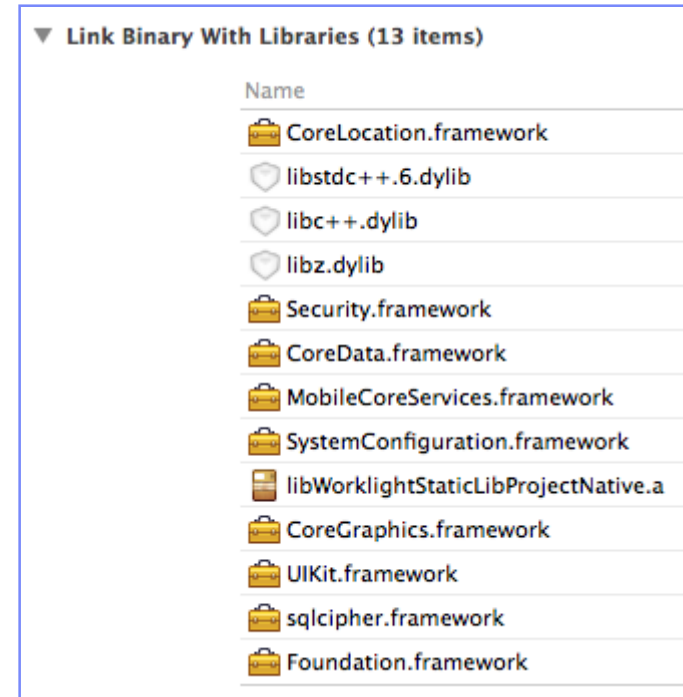 Link Binary With Libraries (13 items)
Name
CoreLocation.framework
libstdc++.6.dylib
libc++.dylib
libz.dylib
Security.framework
CoreData.framework
MobileCoreServices.framework
SystemConfiguration.framework
libWorklightStaticLibProjectNative.a
CoreGraphics.framework
UIKit.framework
sqlcipher.framework
Foundation.framework